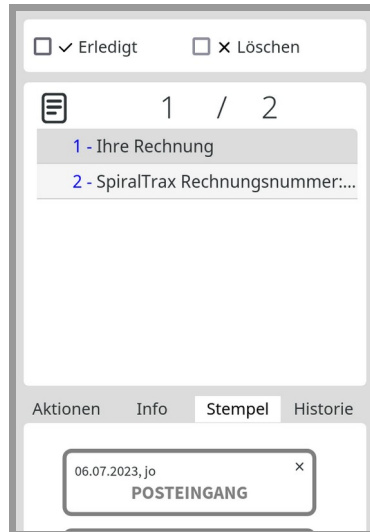 ✓ Erledigt ✕ Löschen
1 / 2
1 - Ihre Rechnung
2 - SpiralTrax Rechnungsnummer:...
Aktionen Info Stempel Historie
06.07.2023, jo ✕
POSTEINGANG